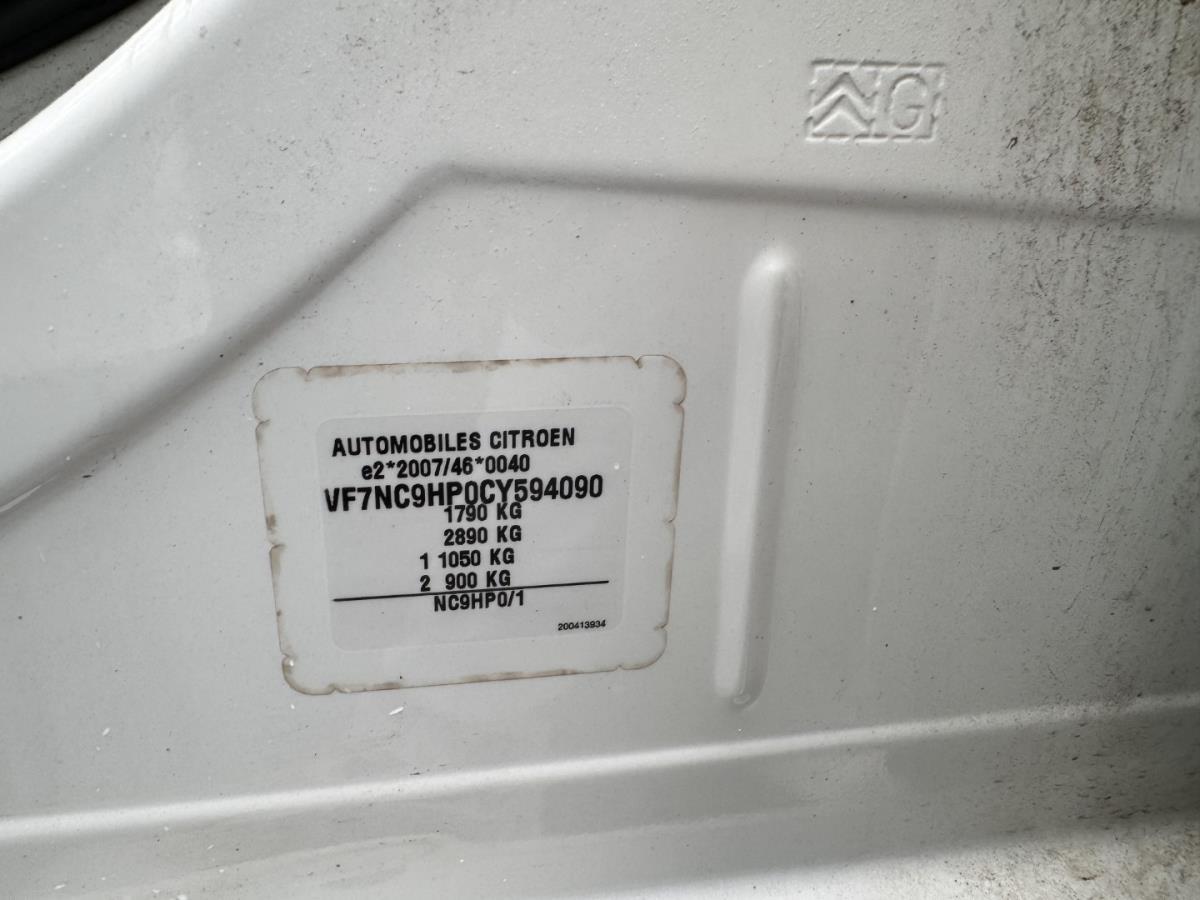 G
AUTOMOBILES CITROEN
e2*2007/46*0040
VF7NC9HP0CY594090
1790 KG
2890 KG
1 1050 KG
2 900 KG
NC9HP0/1
200413934